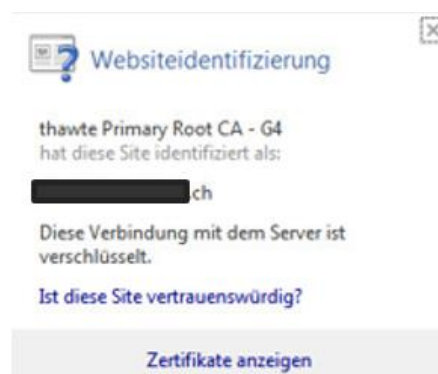 Websiteidentifizierung
thawte Primary Root CA - G4
hat diese Site identifiziert als:
.ch
Diese Verbindung mit dem Server ist
verschlüsselt.
Ist diese Site vertrauenswürdig?
Zertifikate anzeigen